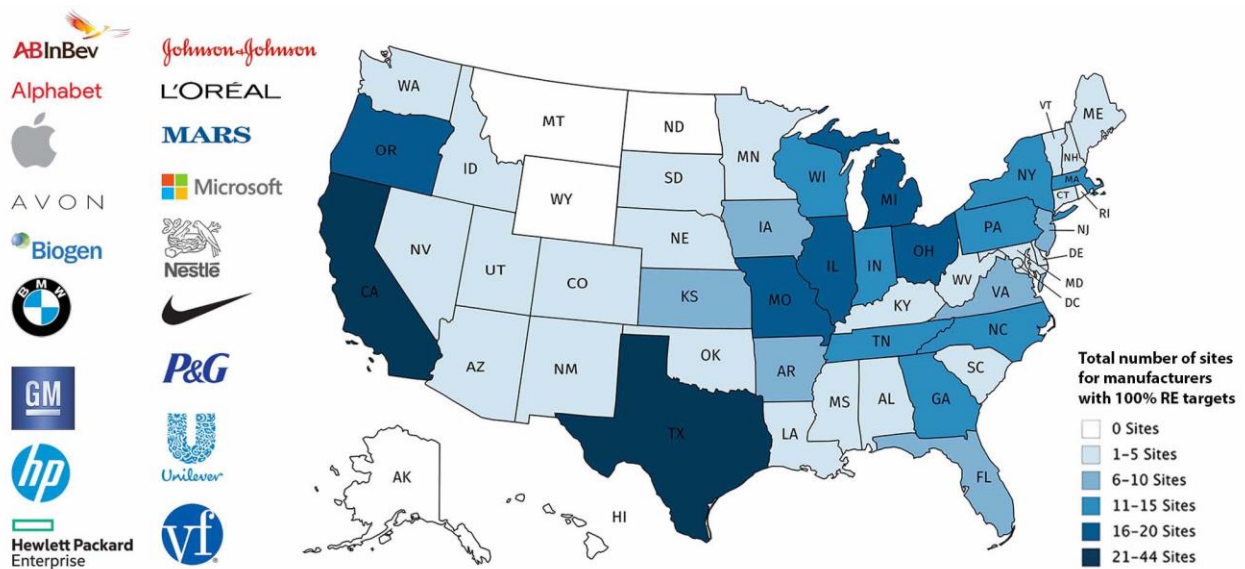 ABInBev
Alphabet
AVON
Biogen
BMW
GM
hp
Hewlett Packard
Enterprise
Johnson & Johnson
L'ORÉAL
MARS
Microsoft
Nestlé
P&G
Unilever
vf
WA
OR
CA
NV
ID
MT
WY
UT
AZ
CO
NM
ND
SD
NE
KS
OK
TX
MN
IA
MO
AR
LA
WI
IL
MS
MI
IN
KY
TN
AL
OH
WV
GA
FL
SC
NC
VA
PA
NY
VT
NH
ME
MA
CT
RI
NJ
DE
MD
DC
AK
HI
Total number of sites
for manufacturers
with 100% RE targets
0 Sites
1–5 Sites
6–10 Sites
11–15 Sites
16–20 Sites
21–44 Sites